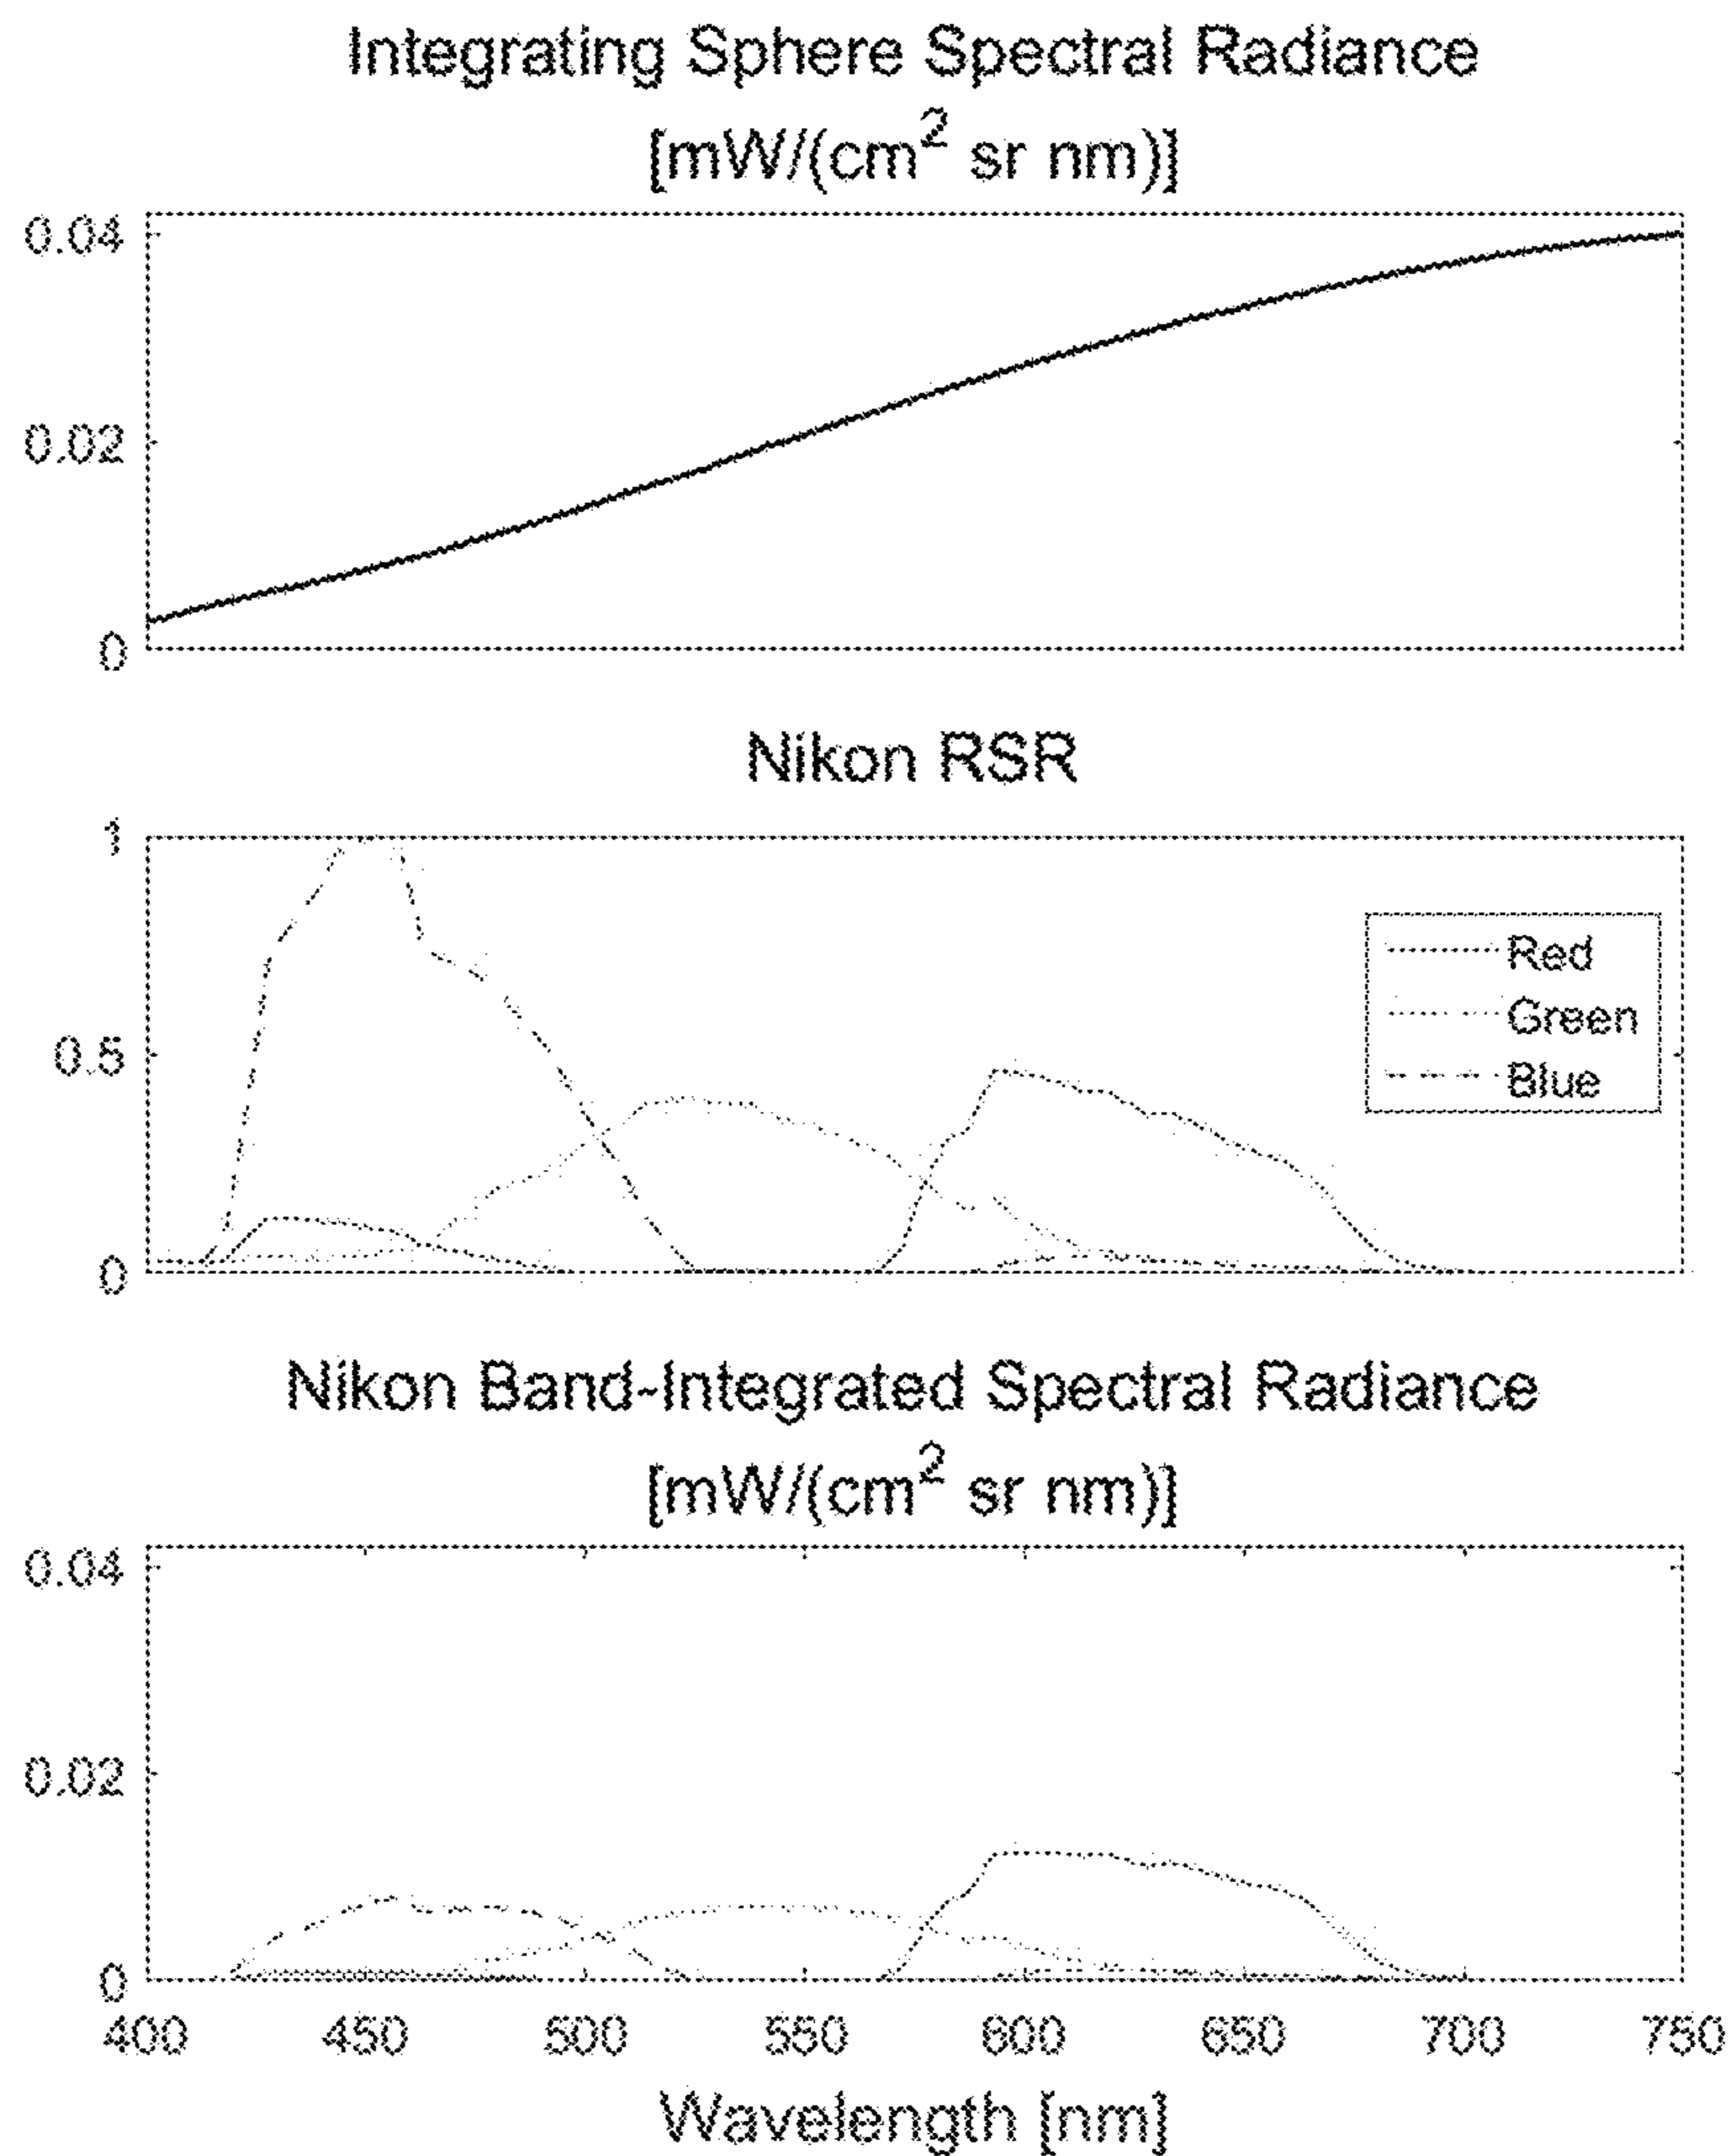 Integrating Sphere Spectral Radiance
[mW/(cm² sr nm)]
0.04
0.02
0
Nikon RSR
1
0.5
0
Red
Green
Blue
Nikon Band-Integrated Spectral Radiance
[mW/(cm² sr nm)]
0.04
0.02
0
400 450 500 550 600 650 700 750
Wavelength [nm]